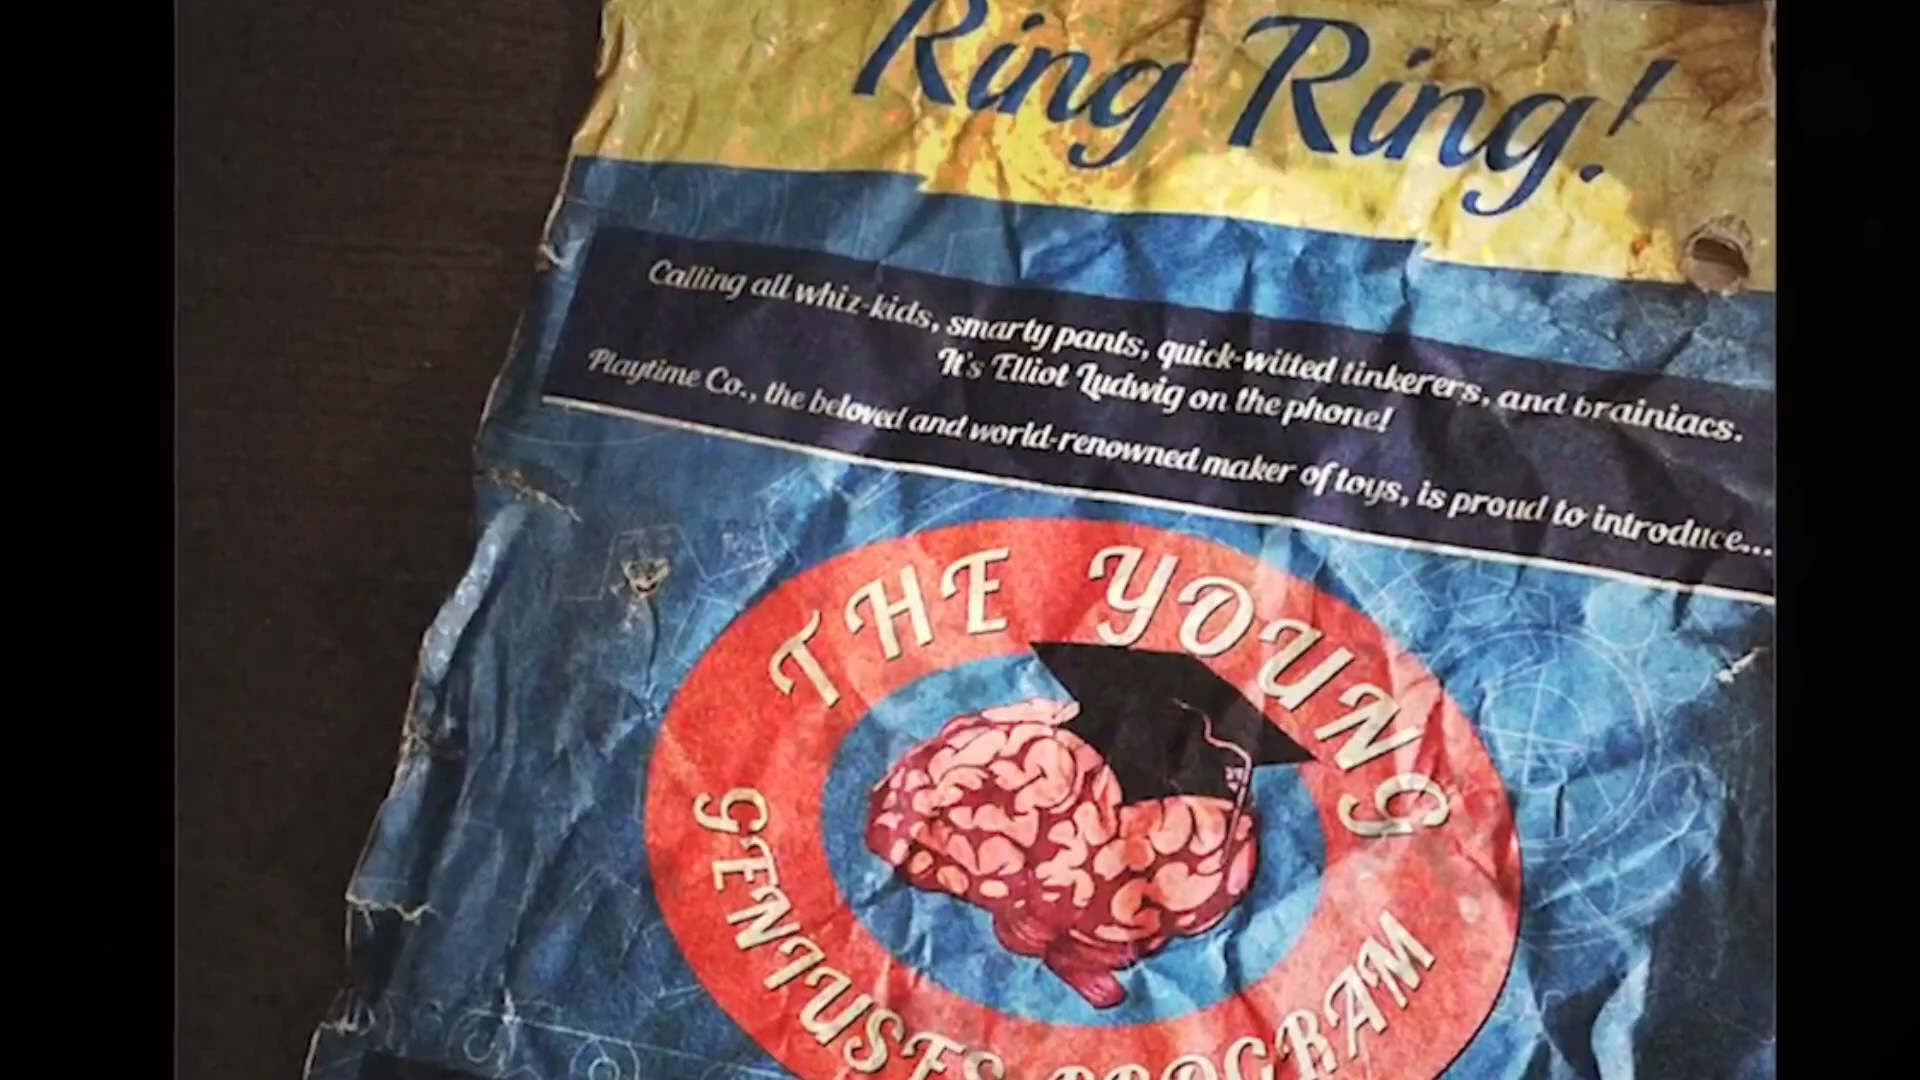 Ring Ring!
Calling all whiz-kids, smarty pants, quick-witted tinkerers, and brainiacs.
It's Elliot Ludwig on the phone!
Playtime Co., the beloved and world-renowned maker of toys, is proud to introduce...
THE YOUNG
GENIUSES PROGRAM